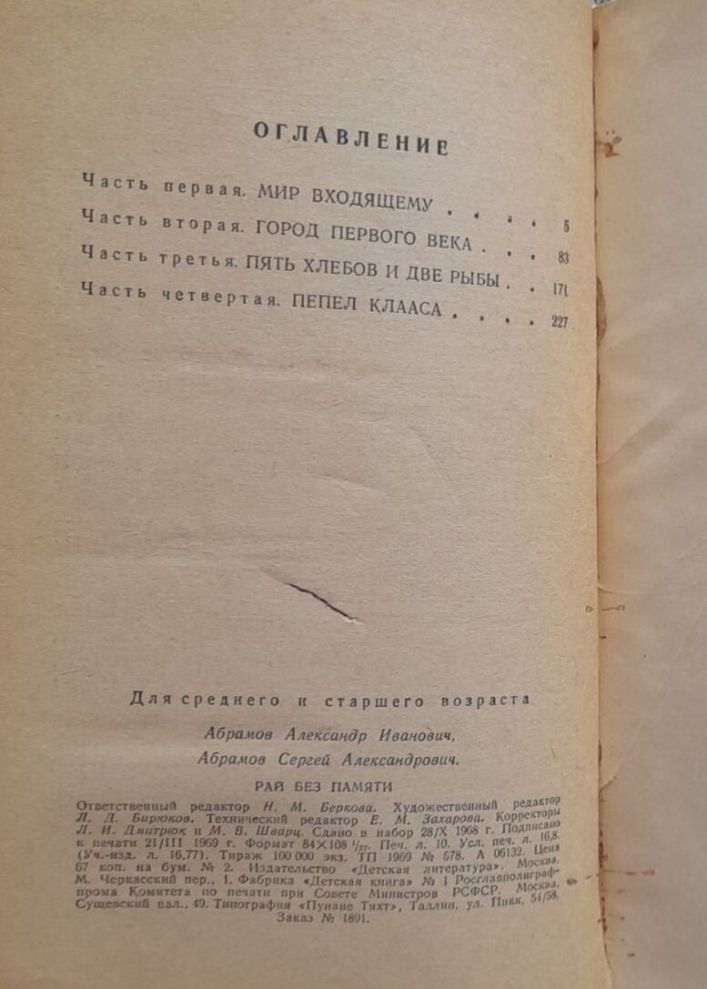 ОГЛАВЛЕНИЕ
Часть первая. МИР ВХОДЯЩЕМУ . . . . 5
Часть вторая. ГОРОД ПЕРВОГО ВЕКА . . . 83
Часть третья. ПЯТЬ ХЛЕБОВ И ДВЕ РЫБЫ . . 171
Часть четвертая. ПЕПЕЛ КЛААСА . . . . 227
Для среднего и старшего возраста
Абрамов Александр Иванович,
Абрамов Сергей Александрович.
РАЙ БЕЗ ПАМЯТИ
Ответственный редактор Н. М. Беркова. Художественный редактор
Л. Д. Бирюков. Технический редактор Е. М. Захарова. Корректоры
Л. И. Дмитрюк и М. В. Шварц. Сдано в набор 28/X 1968 г. Подписано
к печати 21/III 1969 г. Формат 84×108 1/32. Печ. л. 10. Усл. печ. л. 16,8.
(Уч.-изд. л. 16,77). Тираж 100 000 экз. ТП 1969 № 578. А 06132. Цена
67 коп. на бум. № 2. Издательство «Детская литература». Москва.
М. Черкасский пер., 1. Фабрика «Детская книга» № 1 Росглавполиграф-
прома Комитета по печати при Совете Министров РСФСР. Москва,
Сущевский вал., 49. Типография «Пунане Тяхт», Таллин, ул. Пикк, 54/58.
Заказ № 1891.